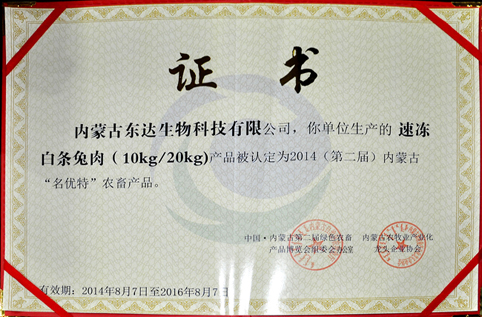 证 书
内蒙古东达生物科技有限公司，你单位生产的 速冻
白条兔肉（10kg/20kg)产品被认定为2014（第二届）内蒙古
“名优特”农畜产品。
中国·内蒙古第二届绿色农畜 内蒙古农牧业产业化
产品博览会组委会办公室 龙头企业协会
有效期：2014年8月7日至2016年8月7日